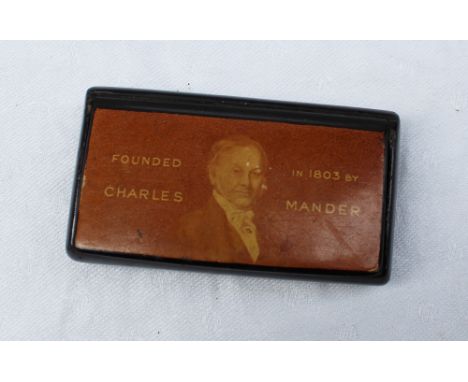 FOUNDED IN 1803 BY
CHARLES MANDER